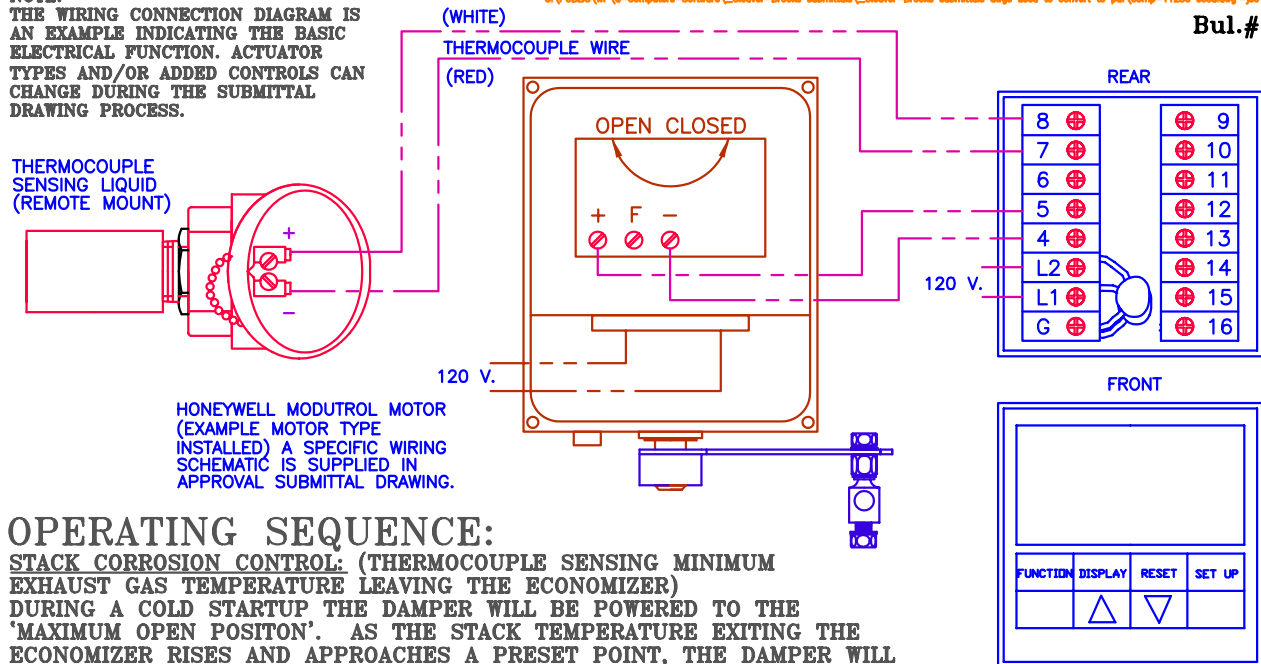 THE WIRING CONNECTION DIAGRAM IS
AN EXAMPLE INDICATING THE BASIC
ELECTRICAL FUNCTION. ACTUATOR
TYPES AND/OR ADDED CONTROLS CAN
CHANGE DURING THE SUBMITTAL
DRAWING PROCESS.
(WHITE)
THERMOCOUPLE WIRE
(RED)
Bul.#
THERMOCOUPLE
SENSING LIQUID
(REMOTE MOUNT)
+
−
OPEN CLOSED
+ F −
120 V.
HONEYWELL MODUTROL MOTOR
(EXAMPLE MOTOR TYPE
INSTALLED) A SPECIFIC WIRING
SCHEMATIC IS SUPPLIED IN
APPROVAL SUBMITTAL DRAWING.
REAR
8 9
7 10
6 11
5 12
4 13
L2 14
L1 15
G 16
120 V.
FRONT
FUNCTION DISPLAY RESET SET UP
OPERATING SEQUENCE:
STACK CORROSION CONTROL: (THERMOCOUPLE SENSING MINIMUM
EXHAUST GAS TEMPERATURE LEAVING THE ECONOMIZER)
DURING A COLD STARTUP THE DAMPER WILL BE POWERED TO THE
‘MAXIMUM OPEN POSITON’. AS THE STACK TEMPERATURE EXITING THE
ECONOMIZER RISES AND APPROACHES A PRESET POINT, THE DAMPER WILL